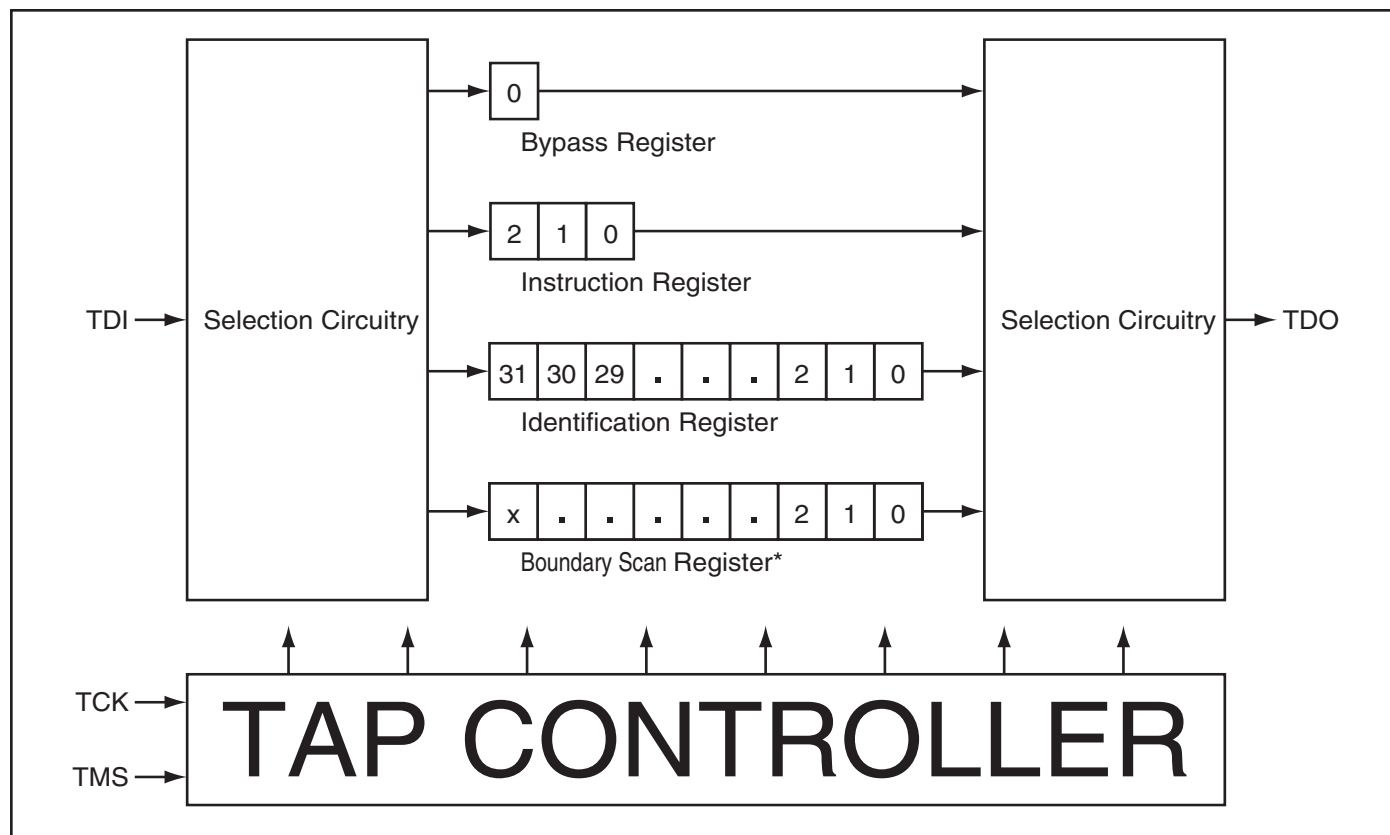 0
Bypass Register
2 1 0
Instruction Register
TDI
Selection Circuitry
Selection Circuitry
TDO
31 30 29 . . . 2 1 0
Identification Register
x . . . . . 2 1 0
Boundary Scan Register*
TCK
TMS
TAP CONTROLLER